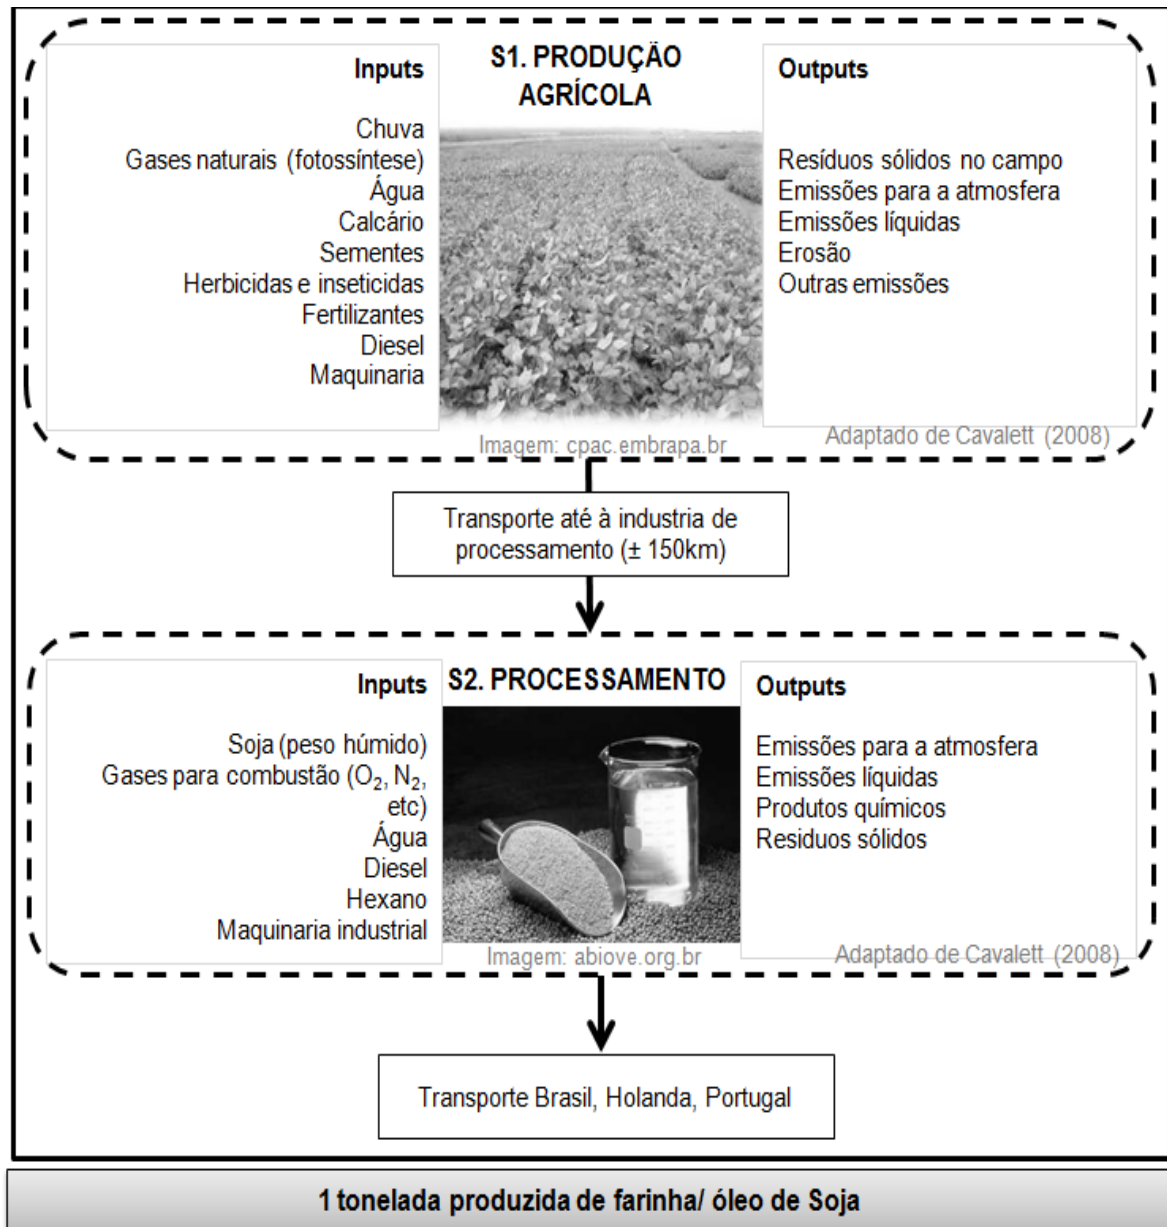 S1. PRODUÇÃO
AGRÍCOLA
Inputs
Chuva
Gases naturais (fotossíntese)
Água
Calcário
Sementes
Herbicidas e inseticidas
Fertilizantes
Diesel
Maquinaria
Outputs
Resíduos sólidos no campo
Emissões para a atmosfera
Emissões líquidas
Erosão
Outras emissões
Imagem: cpac.embrapa.br
Adaptado de Cavalett (2008)
Transporte até à industria de
processamento (± 150km)
S2. PROCESSAMENTO
Inputs
Soja (peso húmido)
Gases para combustão (O₂, N₂,
etc)
Água
Diesel
Hexano
Maquinaria industrial
Outputs
Emissões para a atmosfera
Emissões líquidas
Produtos químicos
Residuos sólidos
Imagem: abiove.org.br
Adaptado de Cavalett (2008)
Transporte Brasil, Holanda, Portugal
1 tonelada produzida de farinha/ óleo de Soja